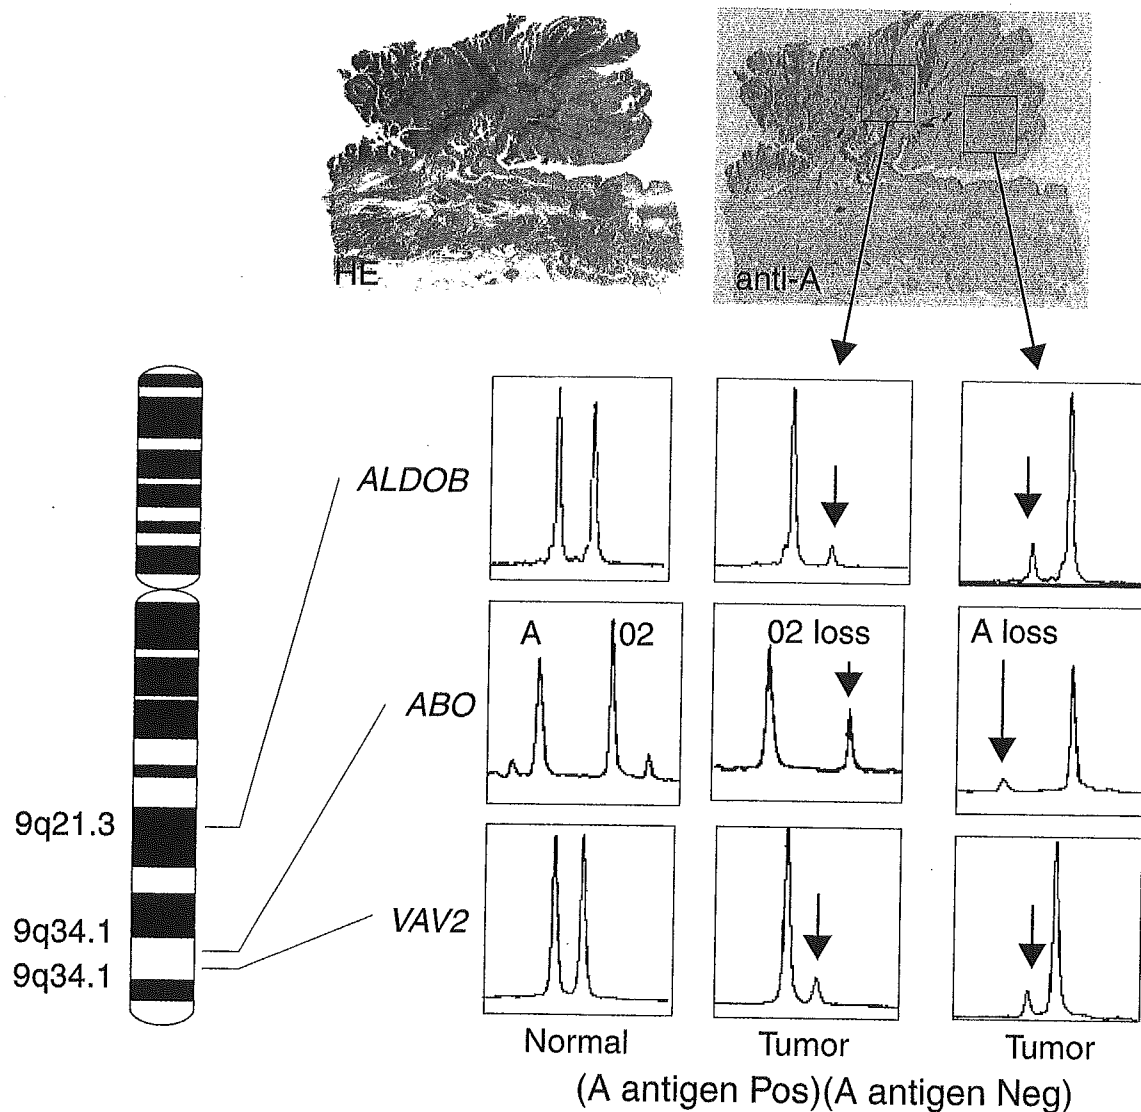 HE
anti-A
ALDOB
A
02
02 loss
A loss
ABO
9q21.3
VAV2
9q34.1
9q34.1
Normal
Tumor
Tumor
(A antigen Pos)(A antigen Neg)